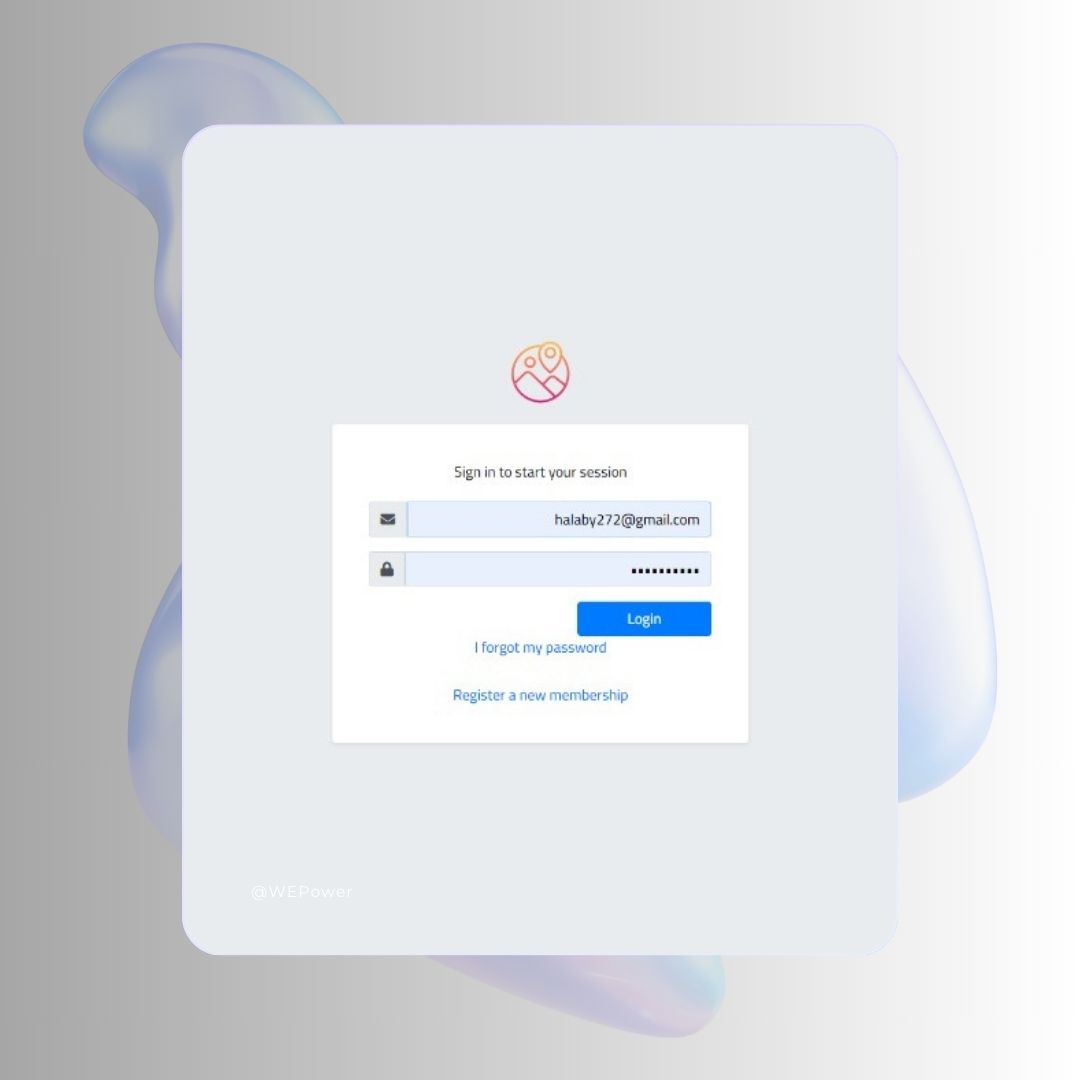 Sign in to start your session
halaby272@gmail.com
••••••••••
Login
I forgot my password
Register a new membership
@WEPower